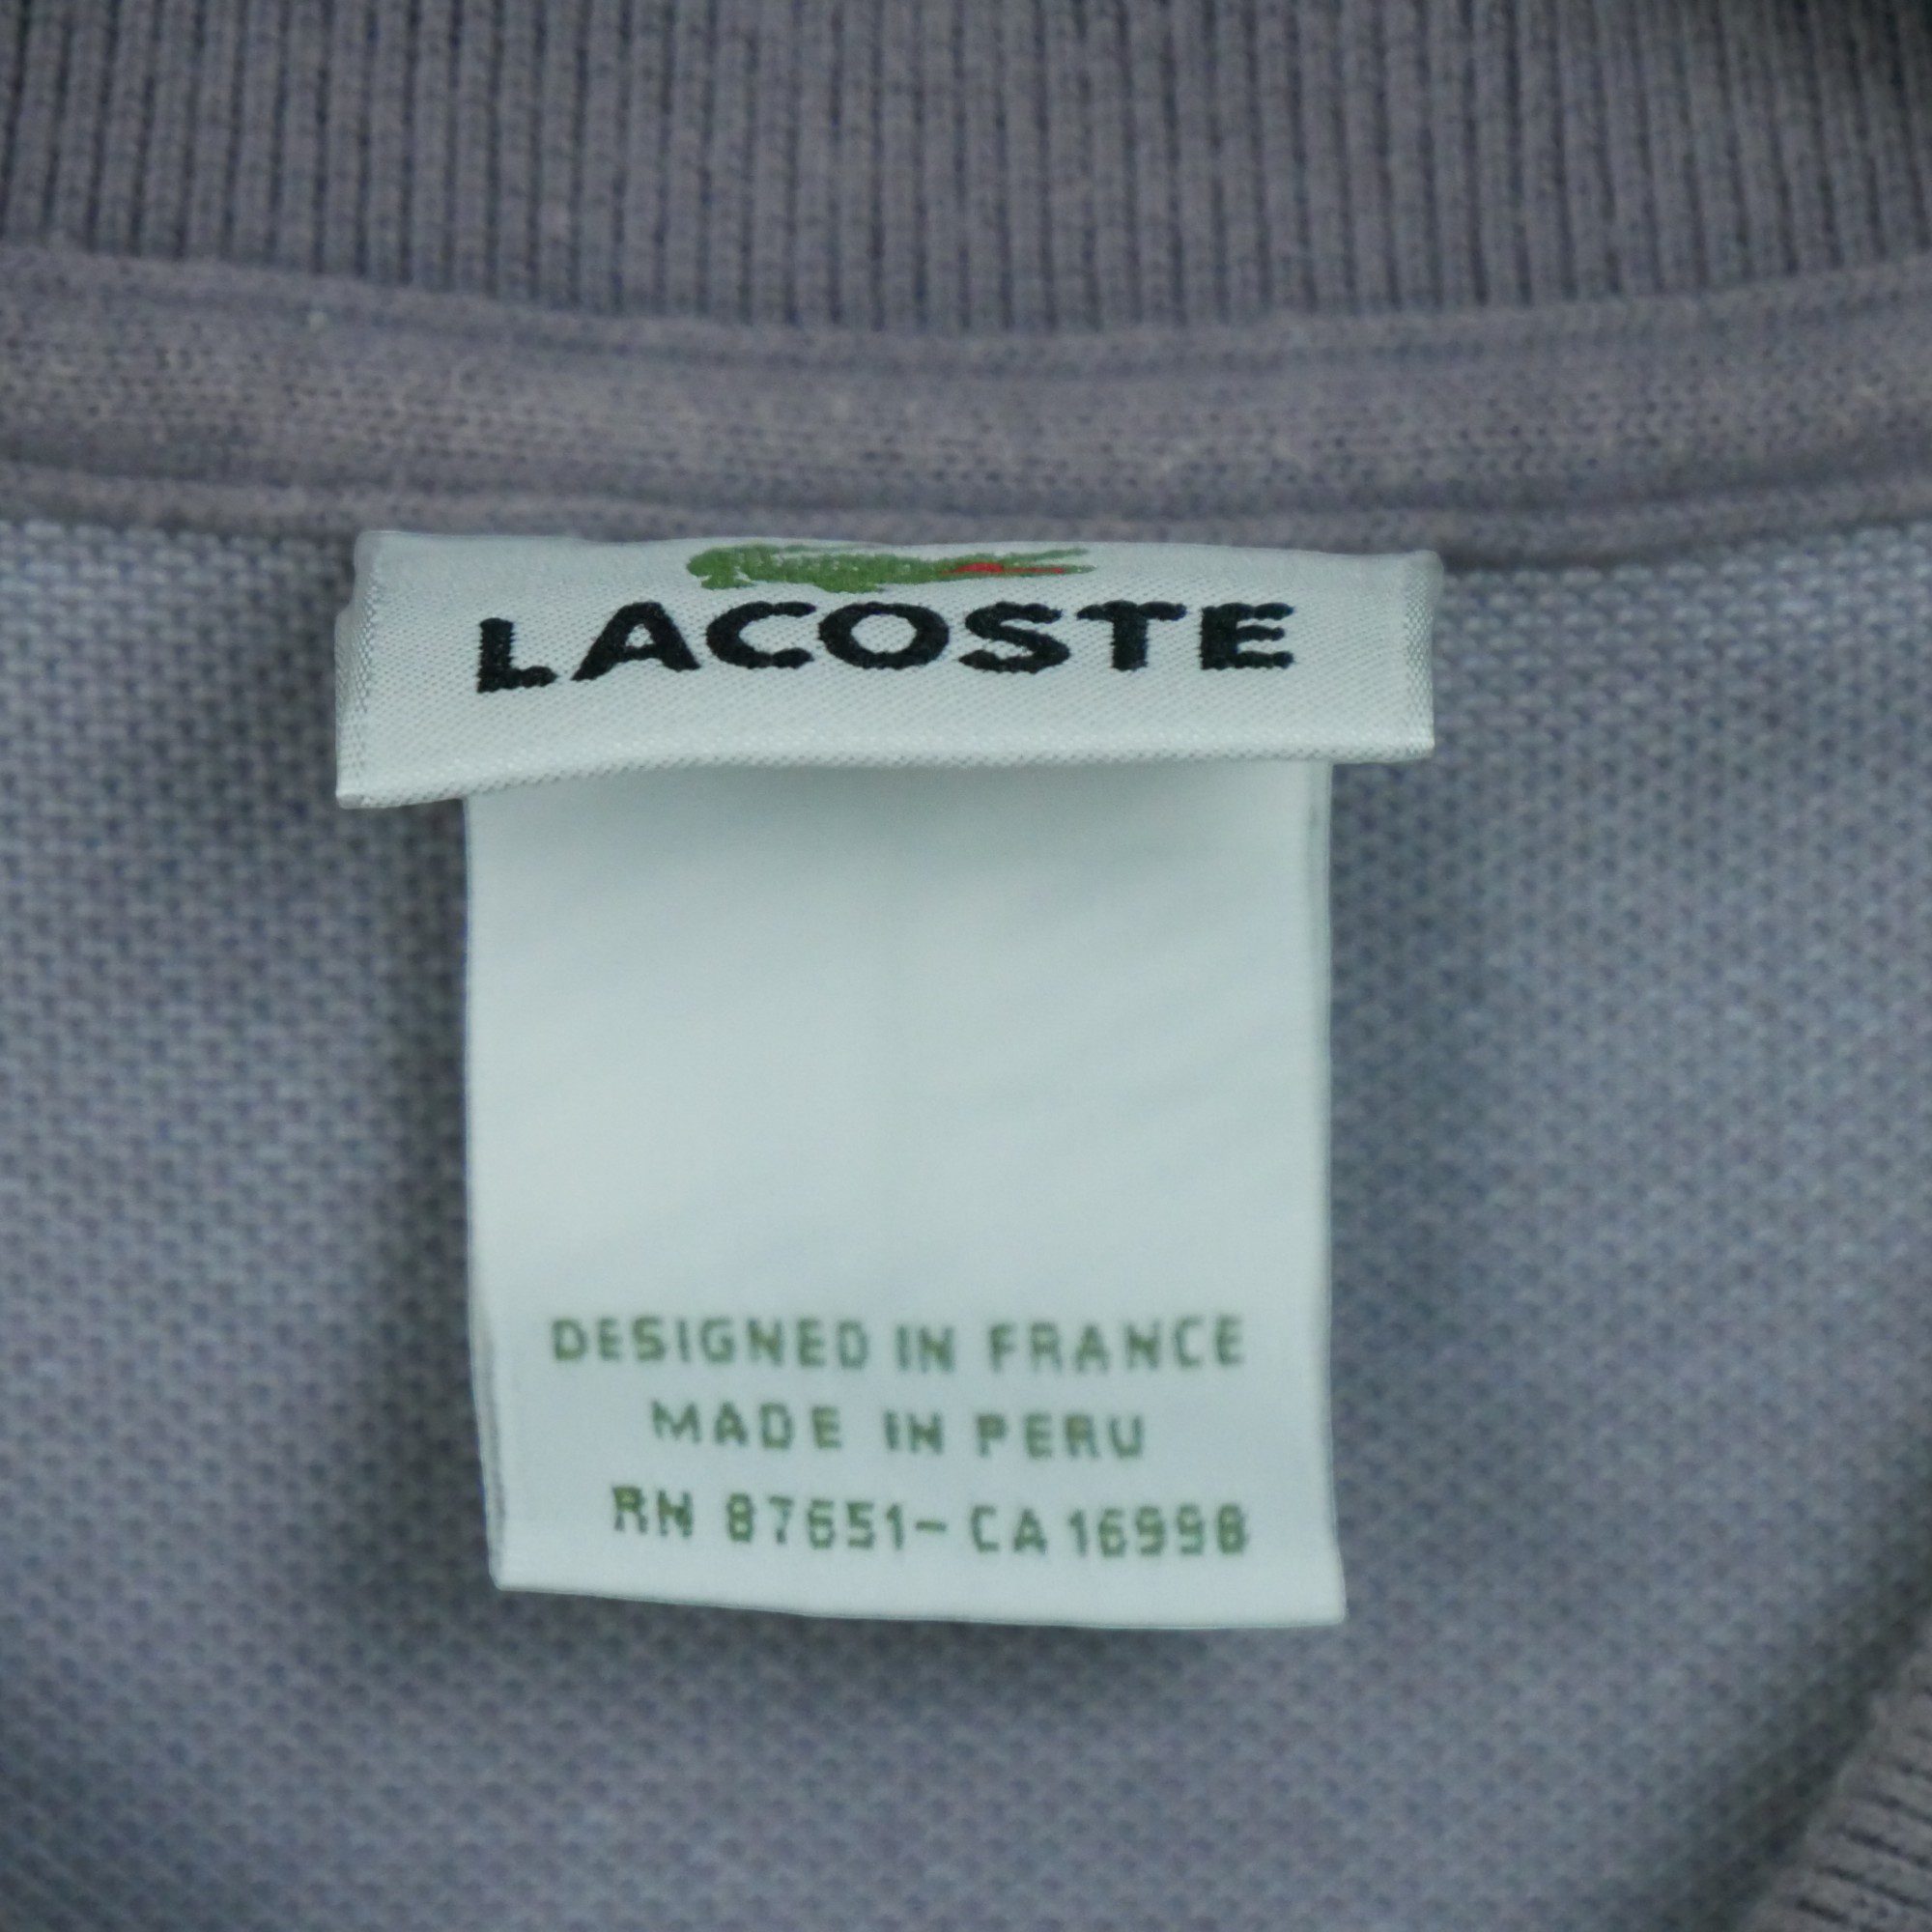 LACOSTE
DESIGNED IN FRANCE
MADE IN PERU
RN 87651-CA 16998